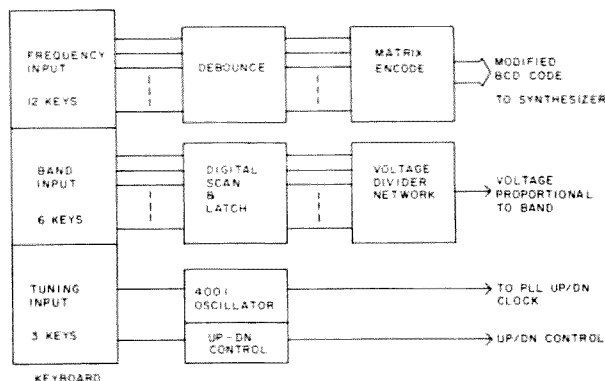 FREQUENCY
INPUT
12 KEYS
DEBOUNCE
MATRIX
ENCODE
MODIFIED
BCD CODE
TO SYNTHESIZER
BAND
INPUT
6 KEYS
DIGITAL
SCAN
&
LATCH
VOLTAGE
DIVIDER
NETWORK
VOLTAGE
PROPORTIONAL
TO BAND
TUNING
INPUT
3 KEYS
4001
OSCILLATOR
TO PLL UP/DN
CLOCK
UP-DN
CONTROL
UP/DN CONTROL
KEYBOARD